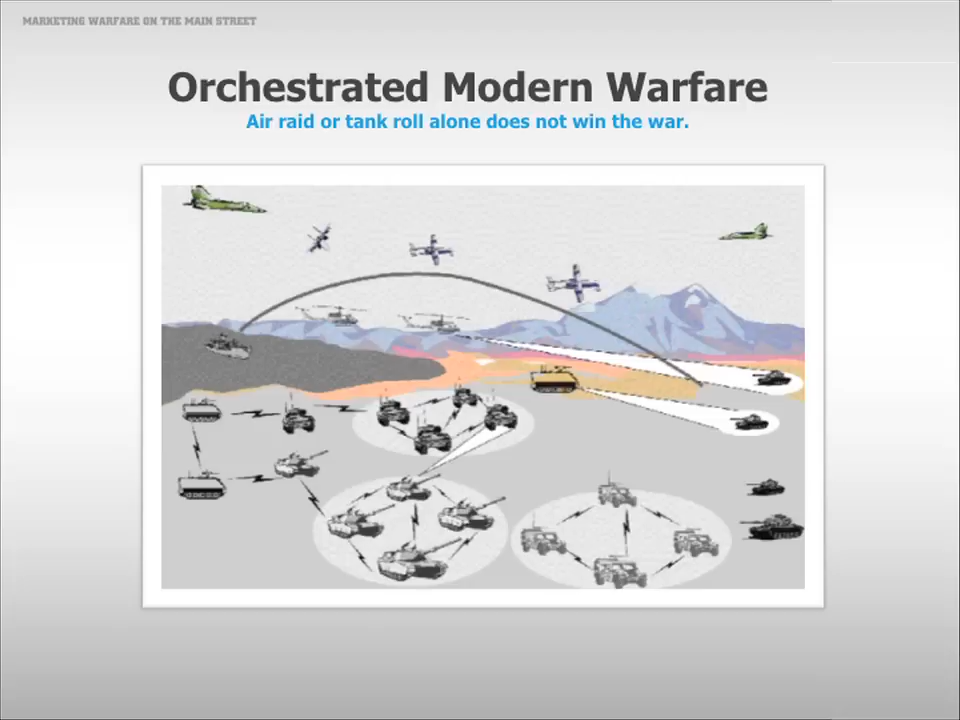 MARKETING WARFARE ON THE MAIN STREET
Orchestrated Modern Warfare
Air raid or tank roll alone does not win the war.